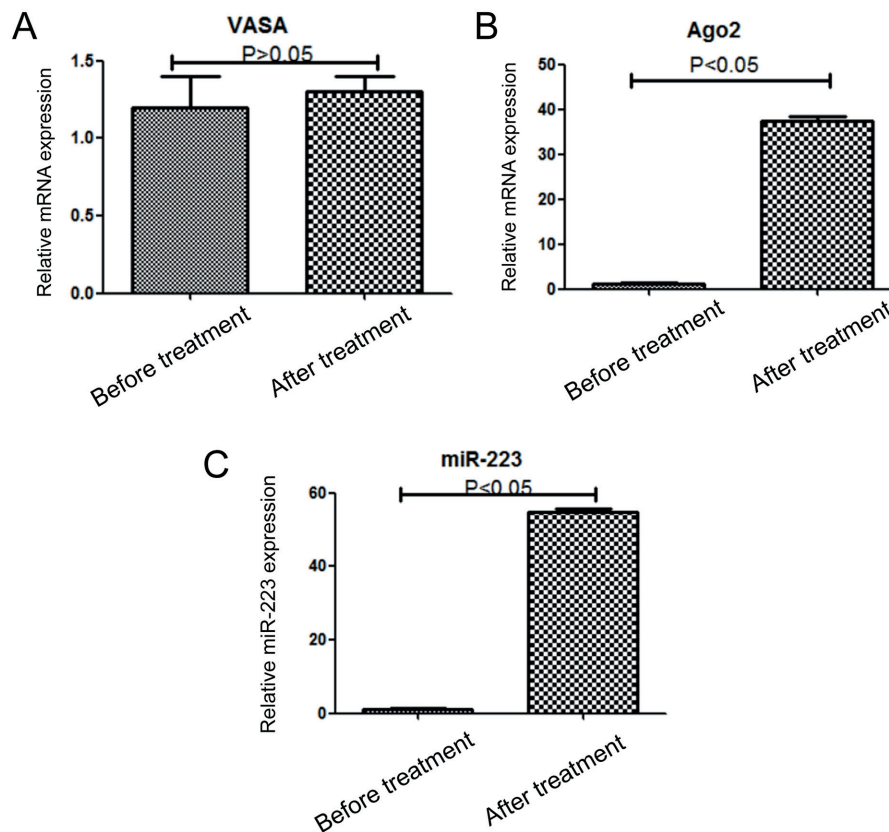 A
VASA
P>0.05
Relative mRNA expression
1.5
1.0
0.5
0.0
Before treatment
After treatment
B
Ago2
P<0.05
Relative mRNA expression
50
40
30
20
10
0
Before treatment
After treatment
C
miR-223
P<0.05
Relative miR-223 expression
60
40
20
0
Before treatment
After treatment